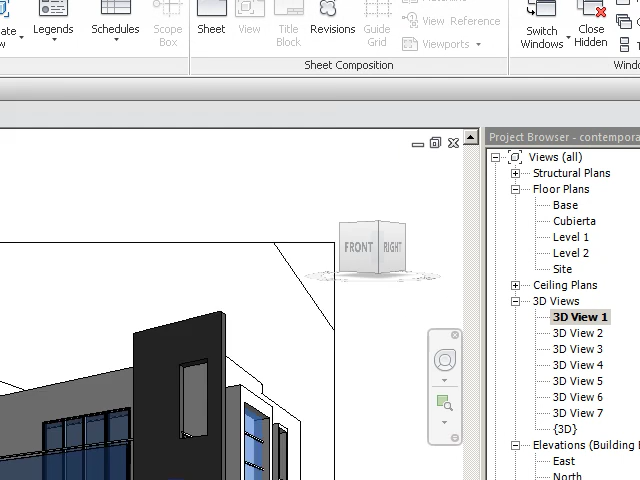 ate Legends Schedules Scope Sheet View Title Revisions Guide View Reference Switch Close
w Box Block Grid Viewports Windows Hidden
Sheet Composition Windo
Project Browser - contempora
Views (all)
Structural Plans
Floor Plans
Base
Cubierta
Level 1
Level 2
Site
Ceiling Plans
3D Views
3D View 1
3D View 2
3D View 3
3D View 4
3D View 5
3D View 6
3D View 7
{3D}
Elevations (Building E
East
North
FRONT RIGHT